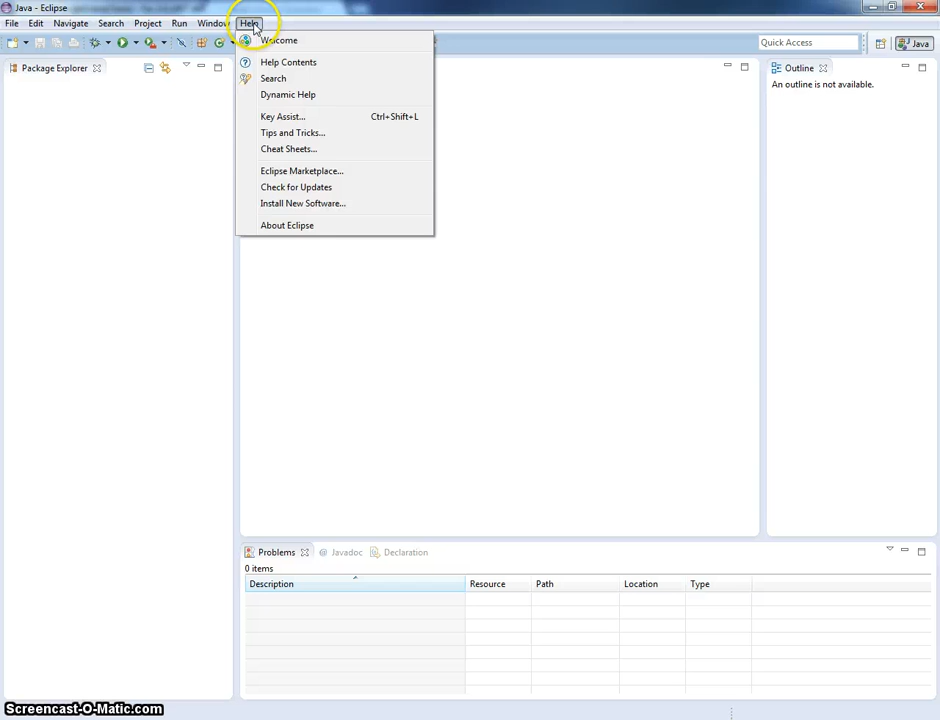 Java - Eclipse
File Edit Navigate Search Project Run Window Help
Quick Access
Java
Package Explorer
Welcome
Help Contents
Search
Dynamic Help
Key Assist... Ctrl+Shift+L
Tips and Tricks...
Cheat Sheets...
Eclipse Marketplace...
Check for Updates
Install New Software...
About Eclipse
Outline
An outline is not available.
Problems @ Javadoc Declaration
0 items
Description Resource Path Location Type
Screencast-O-Matic.com